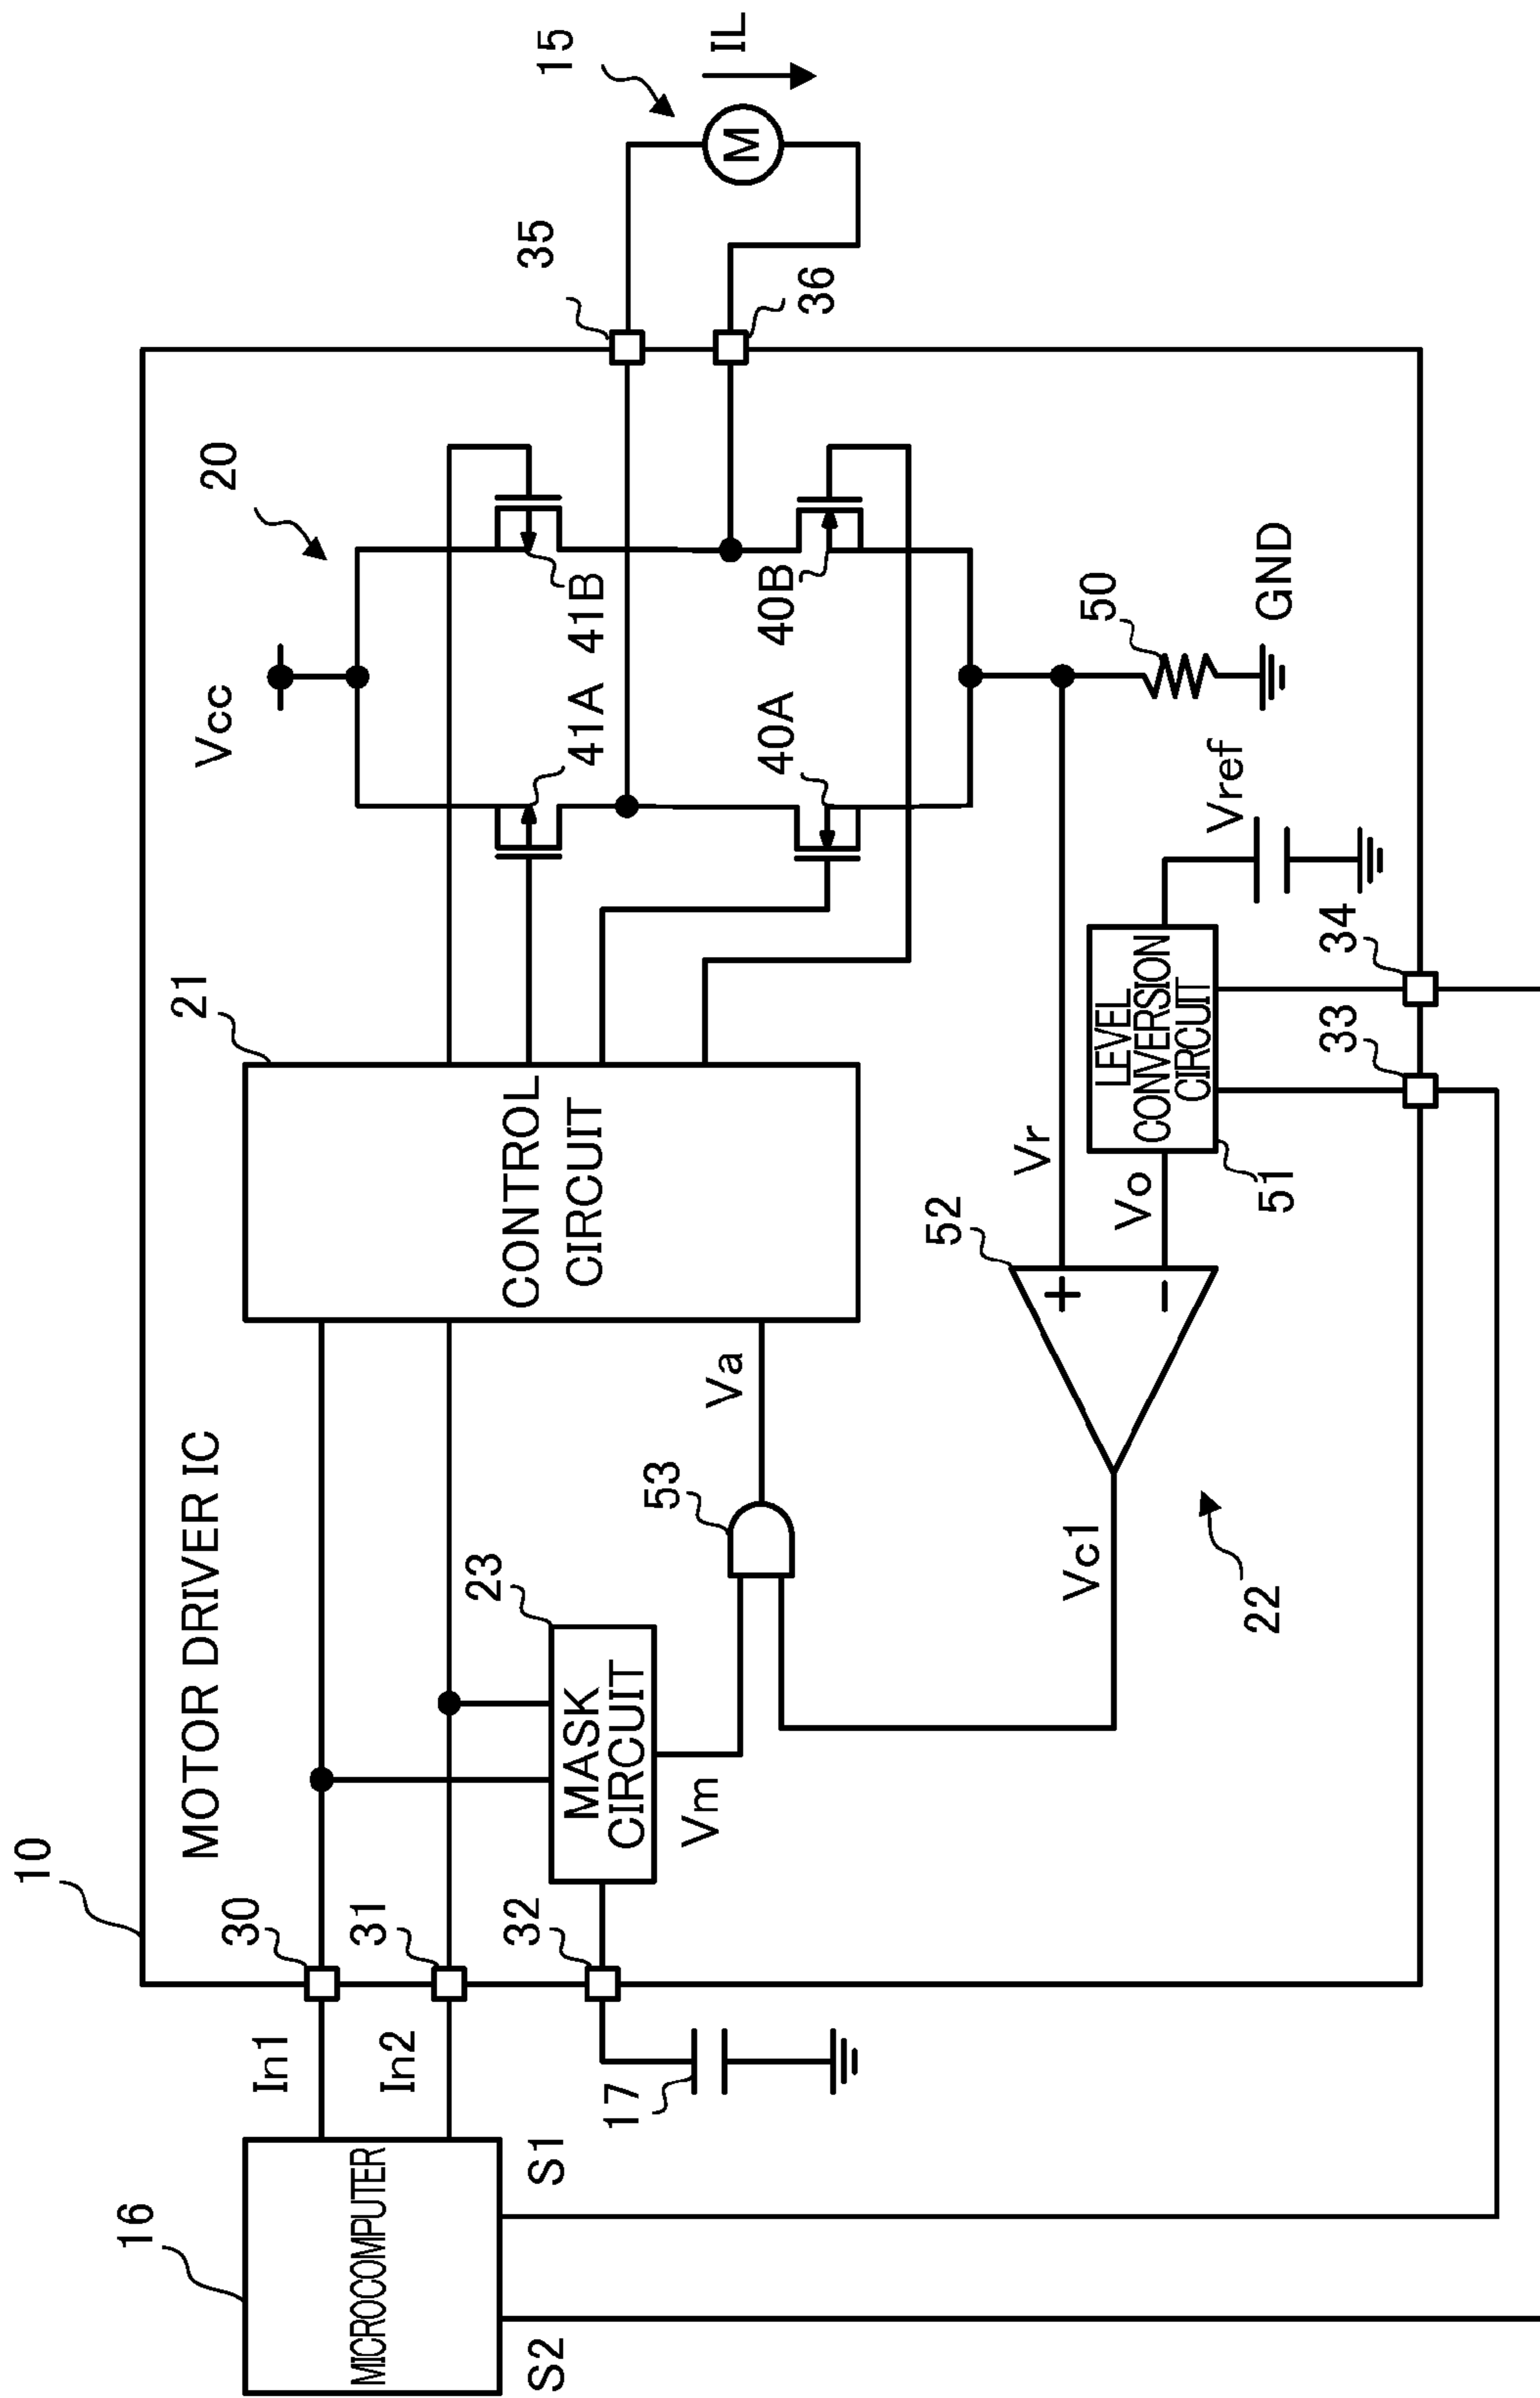 10
MOTOR DRIVER IC
16
MICROCOMPUTER
S2
S1
In1
In2
30
31
32
17
23
MASK
CIRCUIT
Vm
53
Va
21
CONTROL
CIRCUIT
Vcc
20
41A
41B
40A
40B
35
36
15
M
IL
50
GND
Vr
Vref
LEVEL
CONVERSION
CIRCUIT
51
Vo
52
Vc1
22
33
34